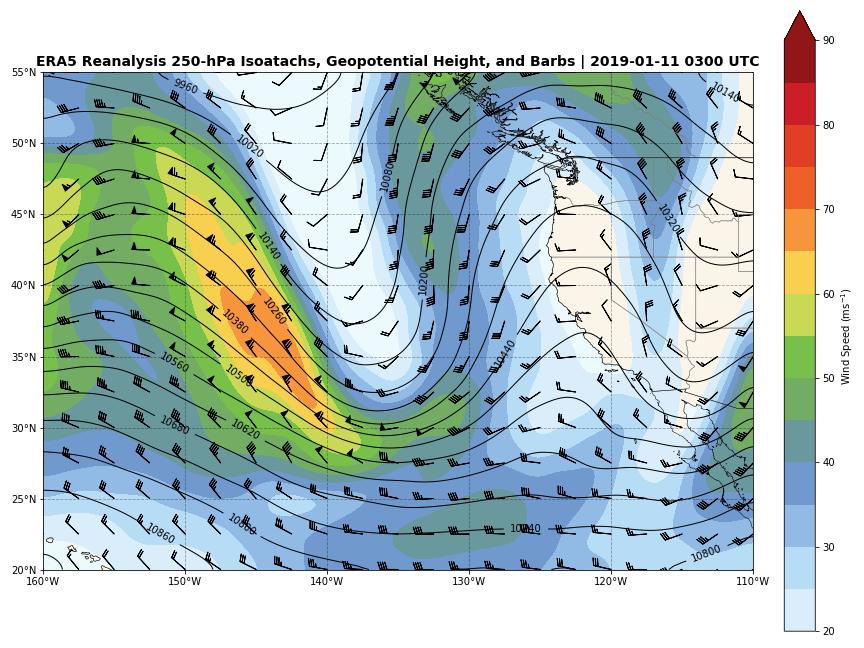 ERA5 Reanalysis 250-hPa Isoatachs, Geopotential Height, and Barbs | 2019-01-11 0300 UTC
55°N
50°N
45°N
40°N
35°N
30°N
25°N
20°N
160°W
150°W
140°W
130°W
120°W
110°W
9960
10020
10080
10140
10140
10200
10260
10320
10380
10440
10500
10560
10620
10680
10860
10800
90
80
70
60
50
40
30
20
Wind Speed (ms⁻¹)